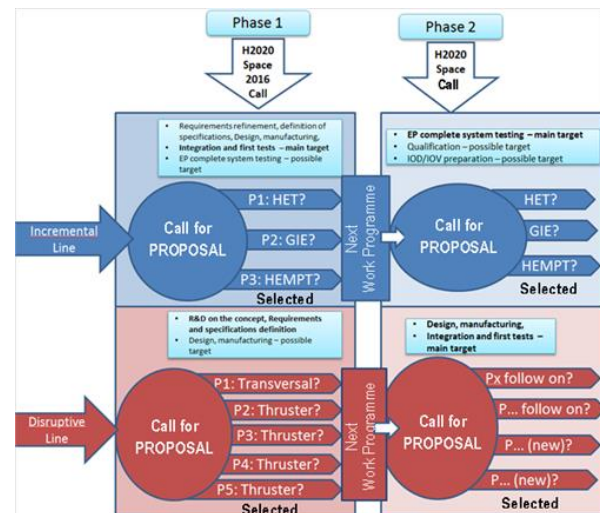 Phase 1
Phase 2
H2020
Space
2016
Call
H2020
Space
Call
• Requirements refinement, definition of
specifications, Design, manufacturing,
• Integration and first tests – main target
• EP complete system testing – possible
target
• EP complete system testing – main target
• Qualification – possible target
• IOD/IOV preparation – possible target
Incremental
Line
Call for
PROPOSAL
P1: HET?
P2: GIE?
P3: HEMPT?
Selected
Next
Work Programme
Call for
PROPOSAL
HET?
GIE?
HEMPT?
Selected
• R&D on the concept, Requirements
and specifications definition
• Design, manufacturing – possible
target
• Design, manufacturing,
• Integration and first tests –
main target
Disruptive
Line
Call for
PROPOSAL
P1: Transversal?
P2: Thruster?
P3: Thruster?
P4: Thruster?
P5: Thruster?
Selected
Next
Work Programme
Call for
PROPOSAL
Px follow on?
P... follow on?
P... (new)?
P... (new)?
Selected